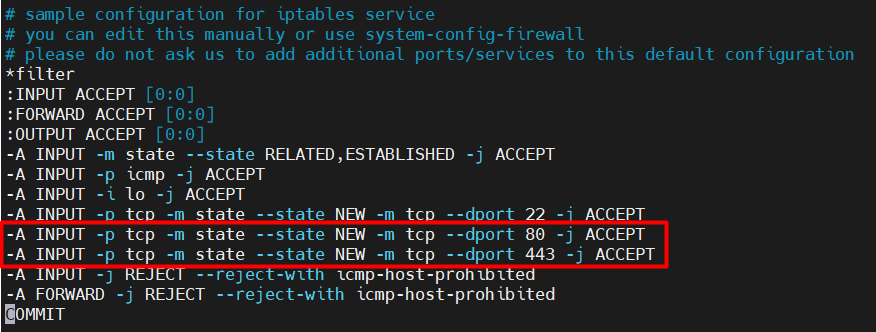 # sample configuration for iptables service
# you can edit this manually or use system-config-firewall
# please do not ask us to add additional ports/services to this default configuration
*filter
:INPUT ACCEPT [0:0]
:FORWARD ACCEPT [0:0]
:OUTPUT ACCEPT [0:0]
-A INPUT -m state --state RELATED,ESTABLISHED -j ACCEPT
-A INPUT -p icmp -j ACCEPT
-A INPUT -i lo -j ACCEPT
-A INPUT -p tcp -m state --state NEW -m tcp --dport 22 -j ACCEPT
-A INPUT -p tcp -m state --state NEW -m tcp --dport 80 -j ACCEPT
-A INPUT -p tcp -m state --state NEW -m tcp --dport 443 -j ACCEPT
-A INPUT -j REJECT --reject-with icmp-host-prohibited
-A FORWARD -j REJECT --reject-with icmp-host-prohibited
COMMIT